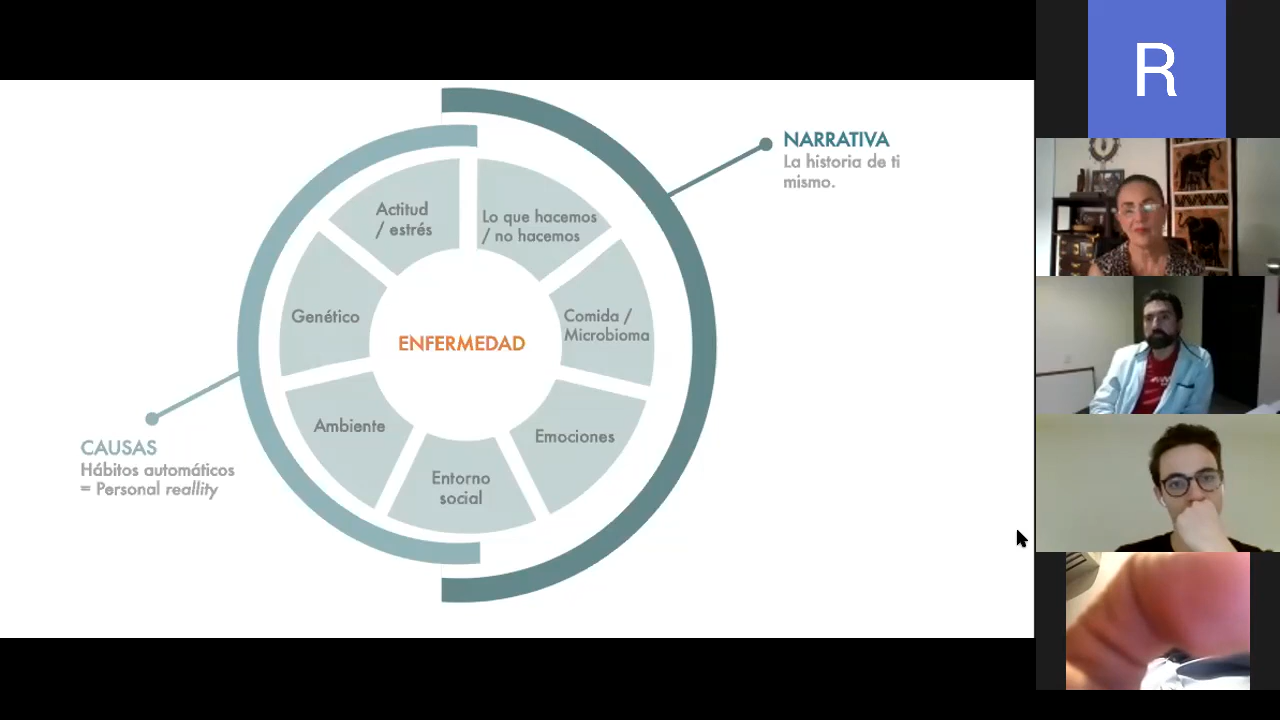 R
NARRATIVA
La historia de ti
mismo.
Actitud
/ estrés
Lo que hacemos
/ no hacemos
Genético
Comida /
Microbioma
ENFERMEDAD
Ambiente
Emociones
Entorno
social
CAUSAS
Hábitos automáticos
= Personal reallity